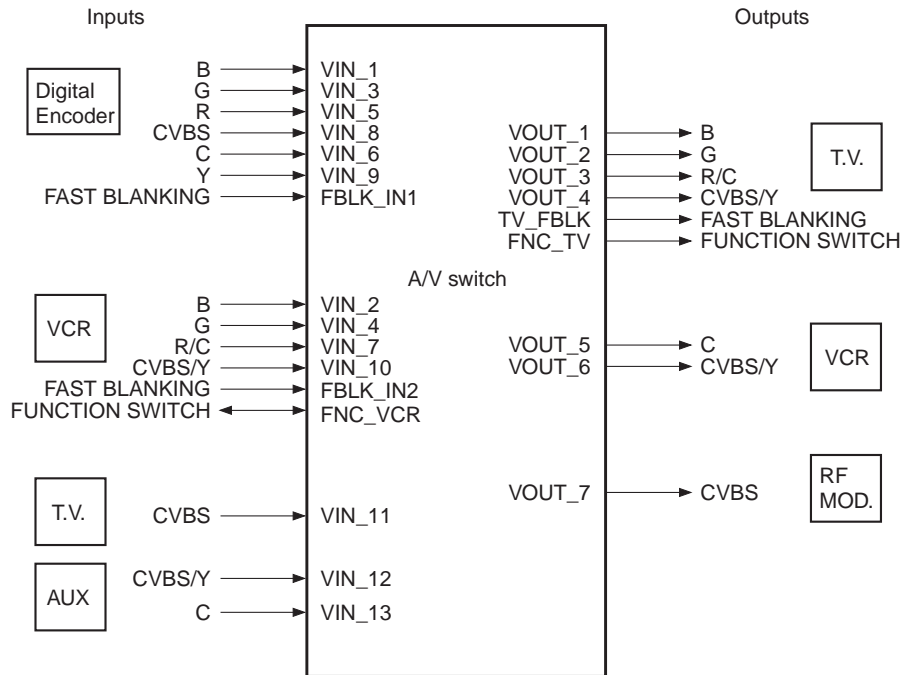 Inputs
Outputs
Digital
Encoder
B
G
R
CVBS
C
Y
FAST BLANKING
VIN_1
VIN_3
VIN_5
VIN_8
VIN_6
VIN_9
FBLK_IN1
VOUT_1
VOUT_2
VOUT_3
VOUT_4
TV_FBLK
FNC_TV
B
G
R/C
CVBS/Y
FAST BLANKING
FUNCTION SWITCH
T.V.
A/V switch
VCR
B
G
R/C
CVBS/Y
FAST BLANKING
FUNCTION SWITCH
VIN_2
VIN_4
VIN_7
VIN_10
FBLK_IN2
FNC_VCR
VOUT_5
VOUT_6
C
CVBS/Y
VCR
T.V.
CVBS
VIN_11
VOUT_7
CVBS
RF
MOD.
AUX
CVBS/Y
C
VIN_12
VIN_13